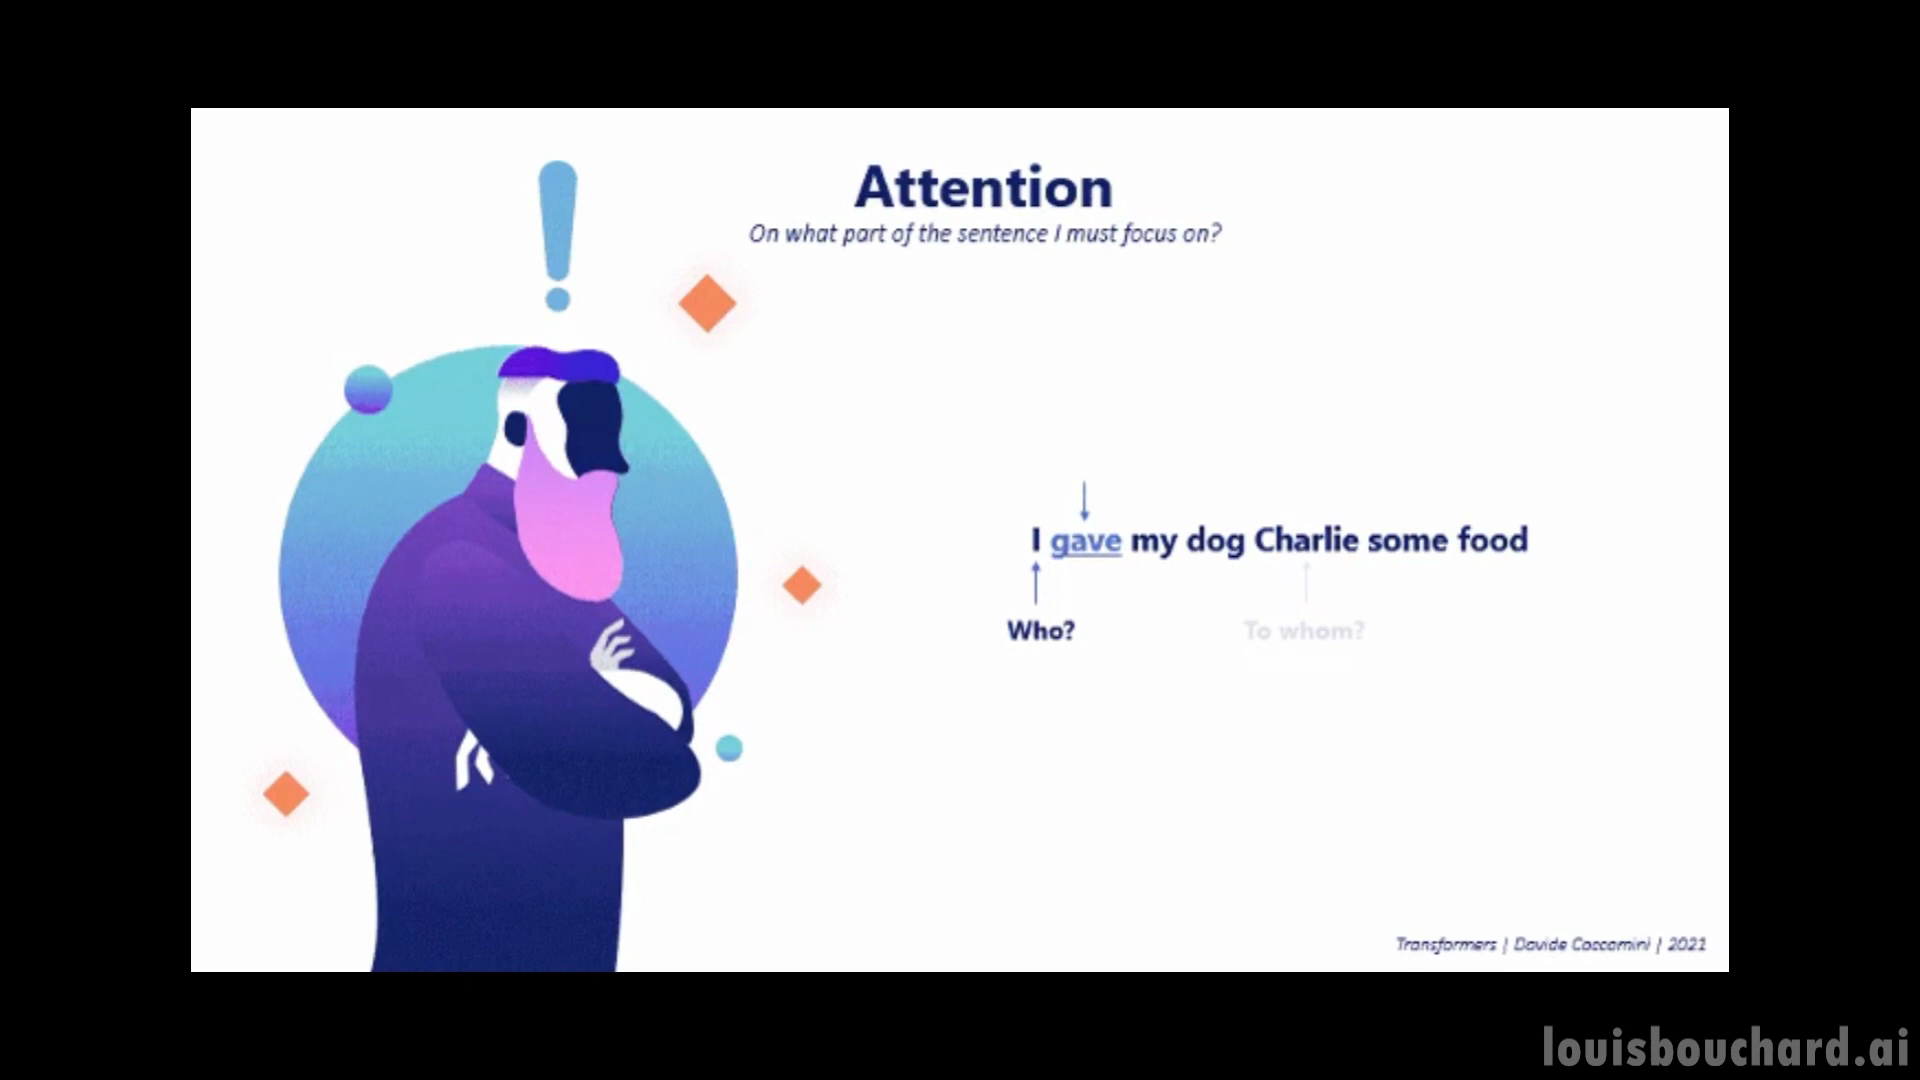 Attention
On what part of the sentence I must focus on?
I gave my dog Charlie some food
Who?
To whom?
Transformers | Davide Coccomini | 2021
louisbouchard.ai